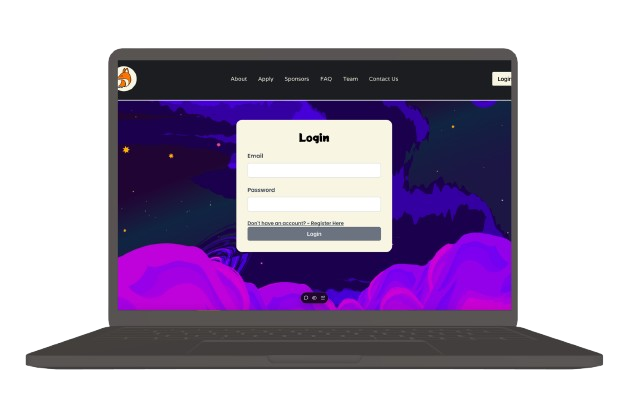 About Apply Sponsors FAQ Team Contact Us
Login
Login
Email
Password
Don't have an account? - Register Here
Login